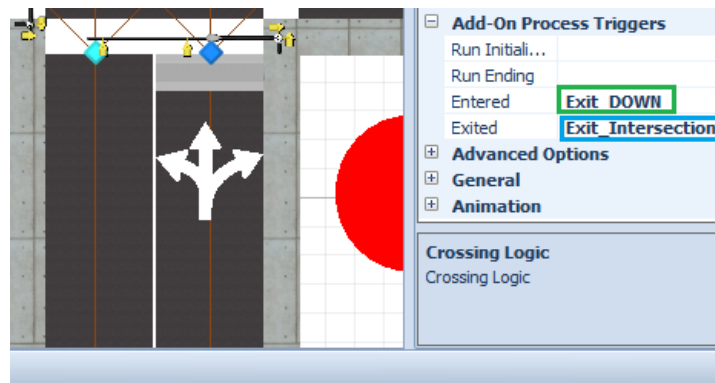 Add-On Process Triggers
Run Initiali...
Run Ending
Entered Exit_DOWN
Exited Exit_Intersection
Advanced Options
General
Animation
Crossing Logic
Crossing Logic